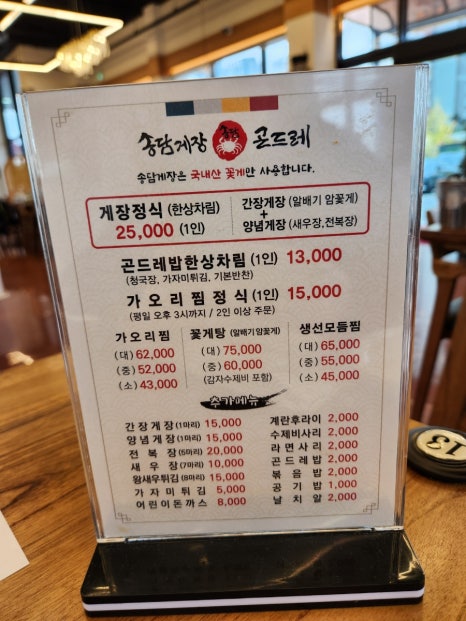 송담게장 송담 곤드레
송담게장은 국내산 꽃게만 사용합니다.
게장정식 (한상차림) 25,000 (1인)
간장게장 (알배기 암꽃게)
+
양념게장 (새우장,전복장)
곤드레밥한상차림 (1인) 13,000
(청국장, 가자미튀김, 기본반찬)
가오리찜정식 (1인) 15,000
(평일 오후 3시까지 / 2인 이상 주문)
가오리찜
(대) 62,000
(중) 52,000
(소) 43,000
꽃게탕 (알배기암꽃게)
(대) 75,000
(중) 60,000
(감자수제비 포함)
생선모듬찜
(대) 65,000
(중) 55,000
(소) 45,000
추가메뉴
간장게장 (1마리) 15,000
양념게장 (1마리) 15,000
전복장 (5마리) 20,000
새우장 (7마리) 10,000
왕새우튀김 (8마리) 15,000
가자미튀김 5,000
어린이돈까스 8,000
계란후라이 2,000
수제비사리 2,000
라면사리 2,000
곤드레밥 2,000
볶음밥 2,000
공기밥 1,000
날치알 2,000
13